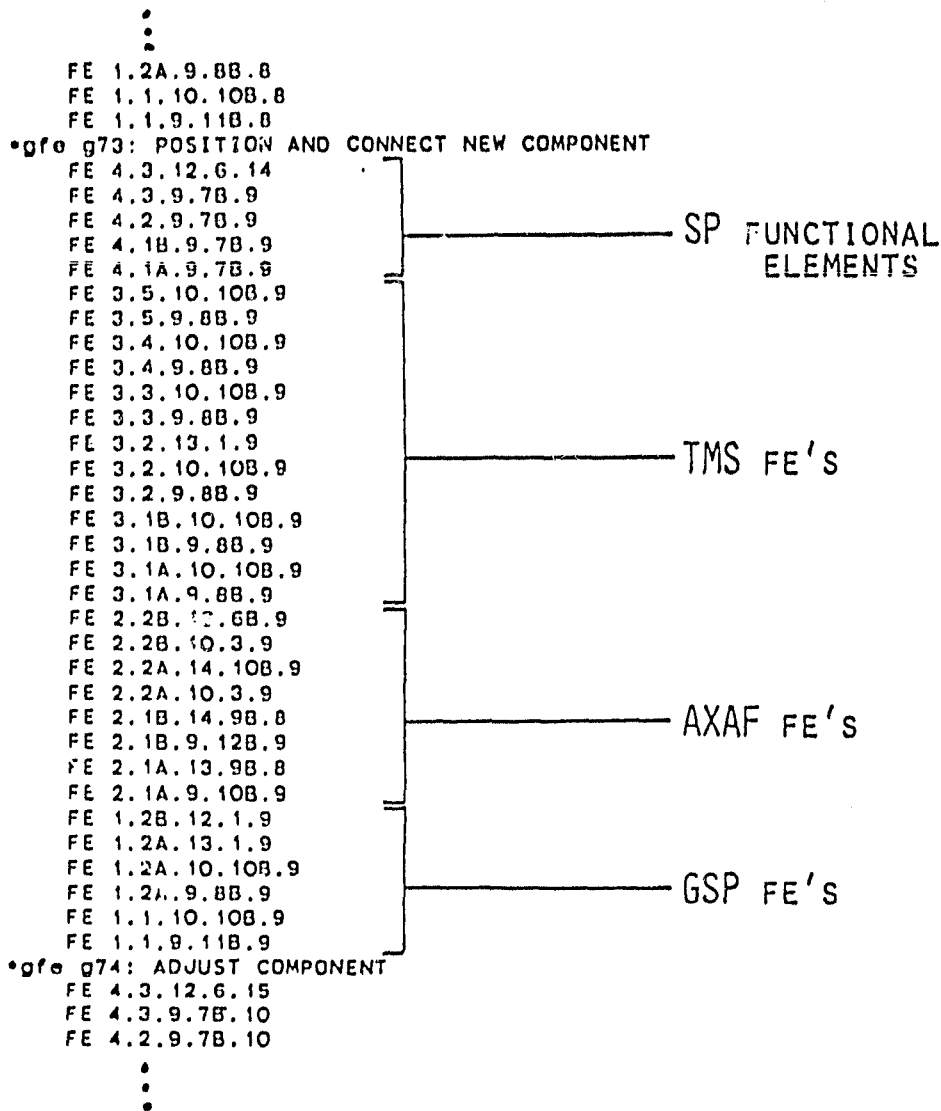 FE 1.2A.9.8B.8
FE 1.1.10.10B.8
FE 1.1.9.11B.8
•gfe g73: POSITION AND CONNECT NEW COMPONENT
FE 4.3.12.6.14
FE 4.3.9.7B.9
FE 4.2.9.7B.9
FE 4.1B.9.7B.9
FE 4.1A.9.7B.9
SP FUNCTIONAL
ELEMENTS
FE 3.5.10.10B.9
FE 3.5.9.8B.9
FE 3.4.10.10B.9
FE 3.4.9.8B.9
FE 3.3.10.10B.9
FE 3.3.9.8B.9
FE 3.2.13.1.9
FE 3.2.10.10B.9
FE 3.2.9.8B.9
FE 3.1B.10.10B.9
FE 3.1B.9.8B.9
FE 3.1A.10.10B.9
FE 3.1A.9.8B.9
TMS FE'S
FE
FE 2.2B.10.3.9
FE 2.2A.14.10B.9
FE 2.2A.10.3.9
FE 2.1B.14.9B.8
FE 2.1B.9.12B.9
FE 2.1A.13.9B.8
FE 2.1A.9.10B.9
AXAF FE'S
FE 1.2B.12.1.9
FE 1.2A.13.1.9
FE 1.2A.10.10B.9
FE 1.2A.9.8B.9
FE 1.1.10.10B.9
FE 1.1.9.11B.9
GSP FE'S
•gfe g74: ADJUST COMPONENT
FE 4.3.12.6.15
FE 4.3.9.7B.10
FE 4.2.9.7B.10